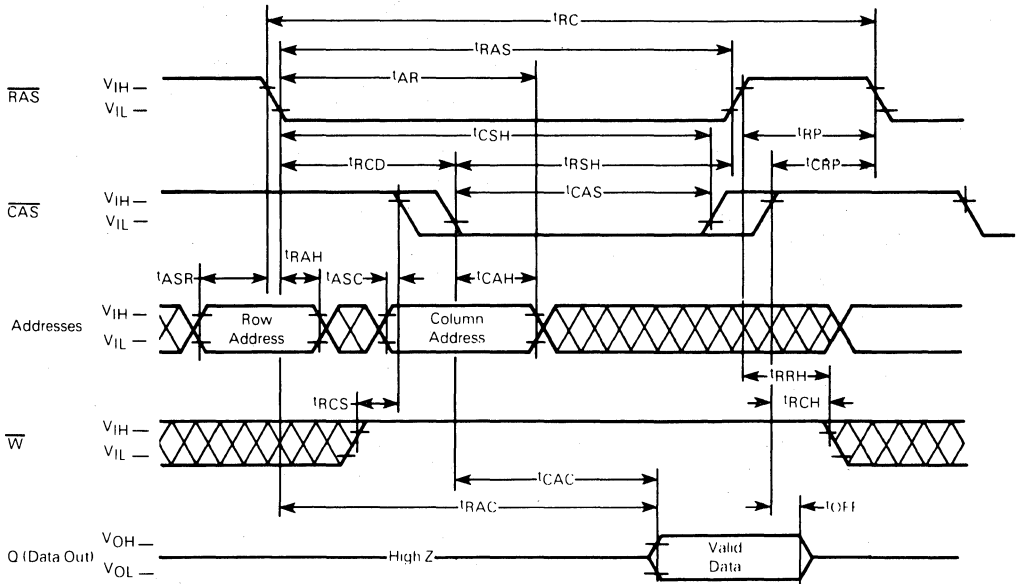 tRC
tRAS
tAR
RAS
VIH
VIL
tCSH
tRP
tRCD
tRSH
tCRP
tCAS
CAS
VIH
VIL
tRAH
tASR
tASC
tCAH
Addresses
VIH
VIL
Row
Address
Column
Address
tRRH
tRCS
tRCH
W
VIH
VIL
tCAC
tRAC
tOFF
Q (Data Out)
VOH
VOL
High Z
Valid
Data